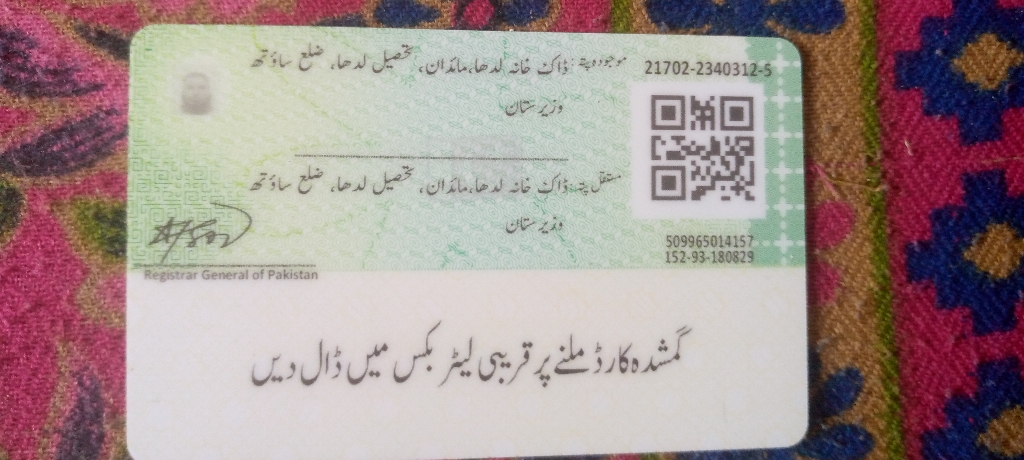 موجودہ پتہ: ڈاک خانہ لدھا، مائدان، تحصیل لدھا، ضلع ساؤتھ
وزیرستان
21702-2340312-5
مستقل پتہ: ڈاک خانہ لدھا، مائدان، تحصیل لدھا، ضلع ساؤتھ
وزیرستان
509965014157
152-93-180829
Registrar General of Pakistan
گمشدہ کارڈ ملنے پر قریبی لیٹر بکس میں ڈال دیں